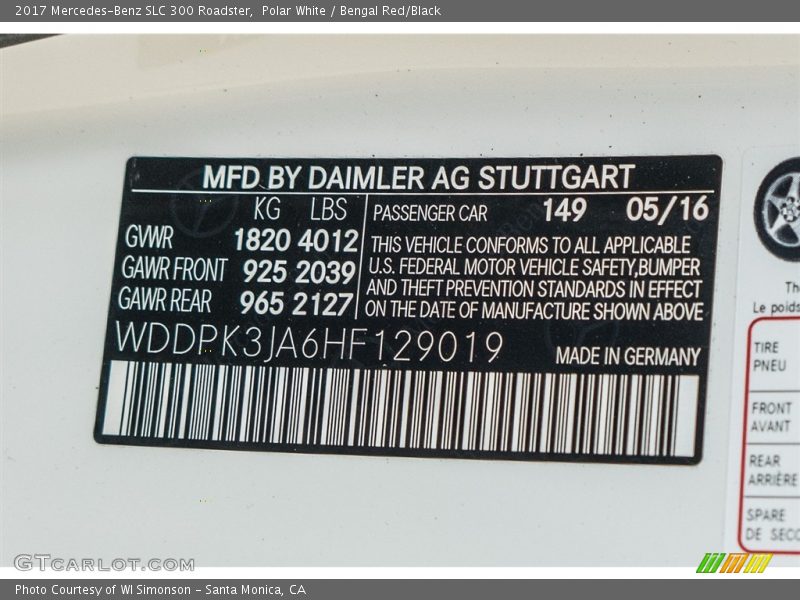 2017 Mercedes-Benz SLC 300 Roadster, Polar White / Bengal Red/Black
MFD BY DAIMLER AG STUTTGART
KG LBS
GVWR 1820 4012
GAWR FRONT 925 2039
GAWR REAR 965 2127
PASSENGER CAR 149 05/16
THIS VEHICLE CONFORMS TO ALL APPLICABLE
U.S. FEDERAL MOTOR VEHICLE SAFETY,BUMPER
AND THEFT PREVENTION STANDARDS IN EFFECT
ON THE DATE OF MANUFACTURE SHOWN ABOVE
WDDPK3JA6HF129019
MADE IN GERMANY
Le poids
TIRE
PNEU
FRONT
AVANT
REAR
ARRIÈRE
SPARE
DE
GTCARLOT.COM
Photo Courtesy of WI Simonson - Santa Monica, CA